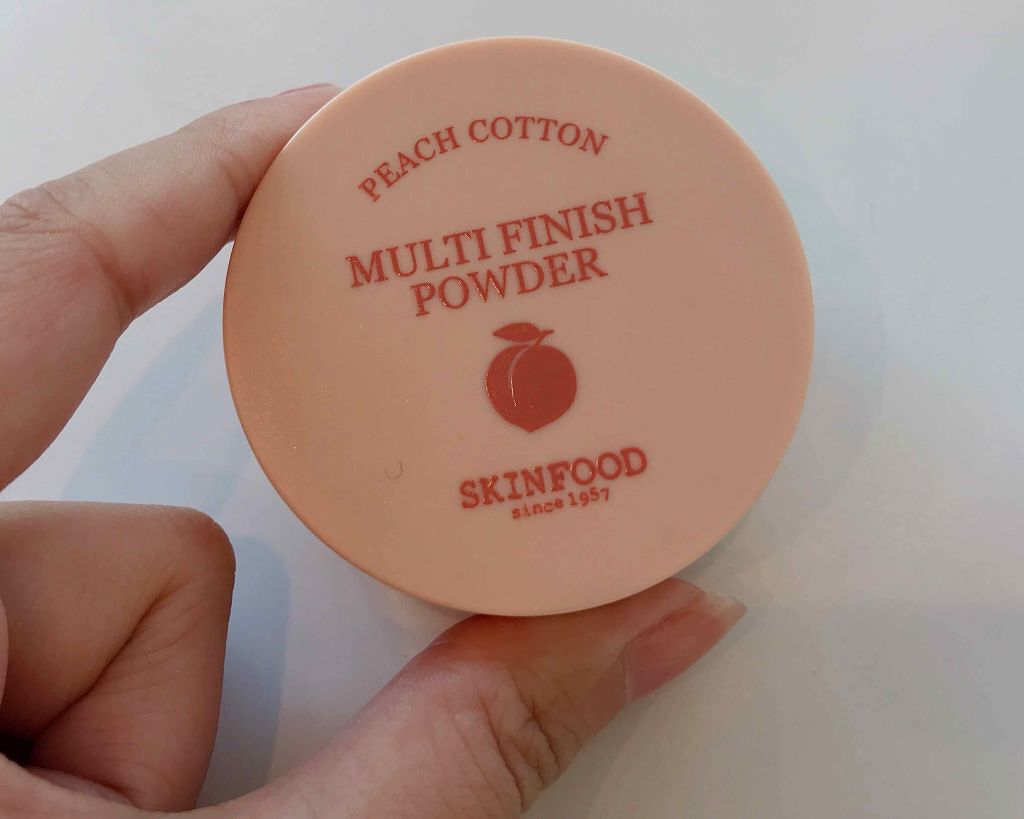 PEACH COTTON
MULTI FINISH
POWDER
SKINFOOD
since 1957